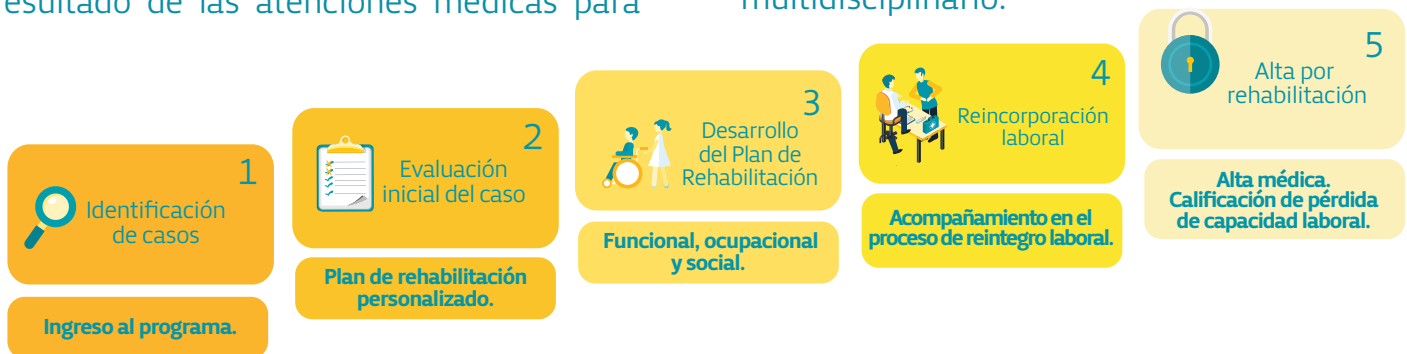 resultado de las atenciones médicas para
multidisciplinario.
1
Identificación
de casos
Ingreso al programa.
2
Evaluación
inicial del caso
Plan de rehabilitación
personalizado.
3
Desarrollo
del Plan de
Rehabilitación
Funcional, ocupacional
y social.
4
Reincorporación
laboral
Acompañamiento en el
proceso de reintegro laboral.
5
Alta por
rehabilitación
Alta médica.
Calificación de pérdida
de capacidad laboral.